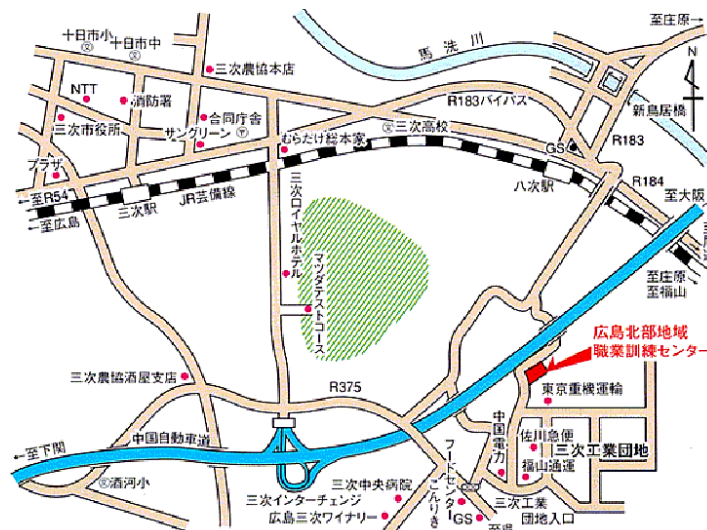 十日市小
十日市中
三次農協本店
馬洗川
至庄原→
N
NTT
消防署
合同庁舎
サングリーン
三次市役所
R183バイパス
新鳥居橋
むらたけ総本家
三次高校
GS
R183
プラザ
←至R54
←至広島
三次駅
JR芸備線
八次駅
R184
至大阪
三次ロイヤルホテル
マツダテストコース
至庄原
至福山
広島北部地域
職業訓練センター
三次農協酒屋支店
R375
東京重機運輸
←至下関
中国自動車道
中国電力
佐川急便
三次工業団地
福山通運
酒河小
三次インターチェンジ
三次中央病院
広島三次ワイナリー
フードセンター
こんりき
GS
三次工業
団地入口